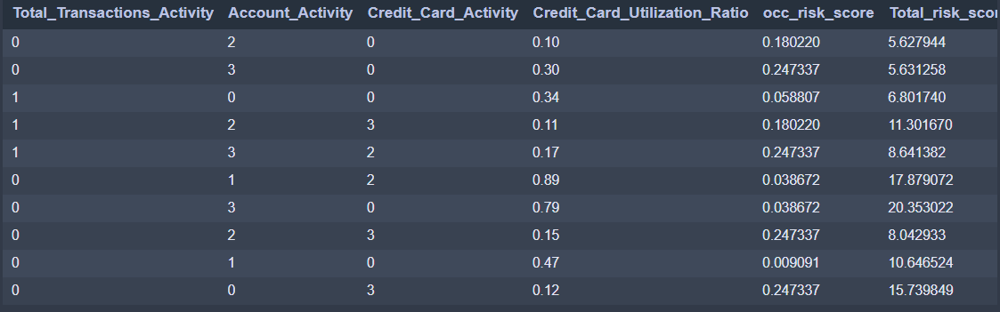 Total_Transactions_Activity Account_Activity Credit_Card_Activity Credit_Card_Utilization_Ratio occ_risk_score Total_risk_scor
0 2 0 0.10 0.180220 5.627944
0 3 0 0.30 0.247337 5.631258
1 0 0 0.34 0.058807 6.801740
1 2 3 0.11 0.180220 11.301670
1 3 2 0.17 0.247337 8.641382
0 1 2 0.89 0.038672 17.879072
0 3 0 0.79 0.038672 20.353022
0 2 3 0.15 0.247337 8.042933
0 1 0 0.47 0.009091 10.646524
0 0 3 0.12 0.247337 15.739849